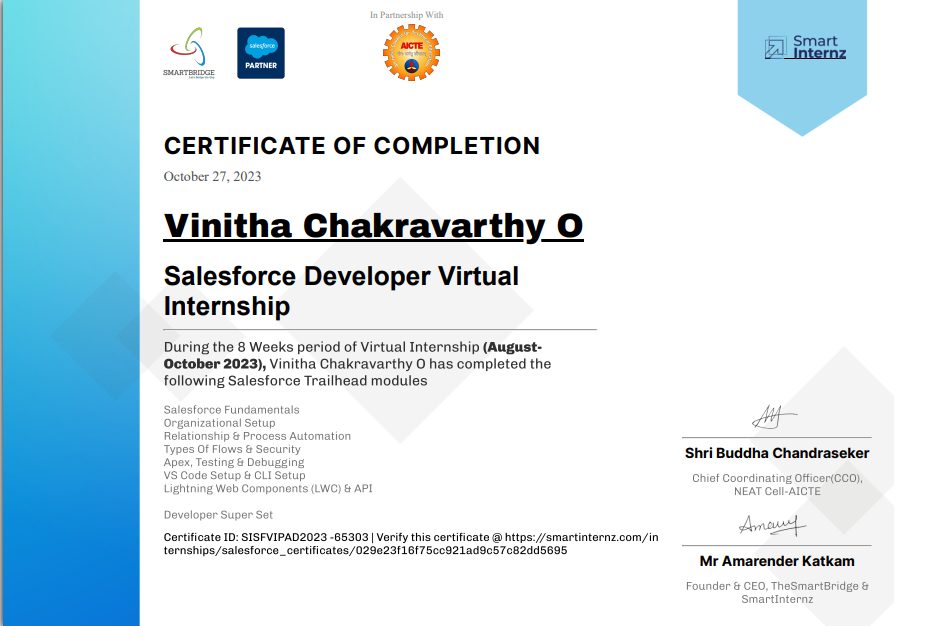 In Partnership With
SMARTBRIDGE
salesforce
PARTNER
AICTE
Smart
Internz
CERTIFICATE OF COMPLETION
October 27, 2023
Vinitha Chakravarthy O
Salesforce Developer Virtual
Internship
During the 8 Weeks period of Virtual Internship (August-
October 2023), Vinitha Chakravarthy O has completed the
following Salesforce Trailhead modules
Salesforce Fundamentals
Organizational Setup
Relationship & Process Automation
Types Of Flows & Security
Apex, Testing & Debugging
VS Code Setup & CLI Setup
Lightning Web Components (LWC) & API
Developer Super Set
Certificate ID: SISFVIPAD2023 -65303 | Verify this certificate @ https://smartinternz.com/in
ternships/salesforce_certificates/029e23f16f75cc921ad9c57c82dd5695
Shri Buddha Chandraseker
Chief Coordinating Officer(CCO),
NEAT Cell-AICTE
Mr Amarender Katkam
Founder & CEO, TheSmartBridge &
SmartInternz